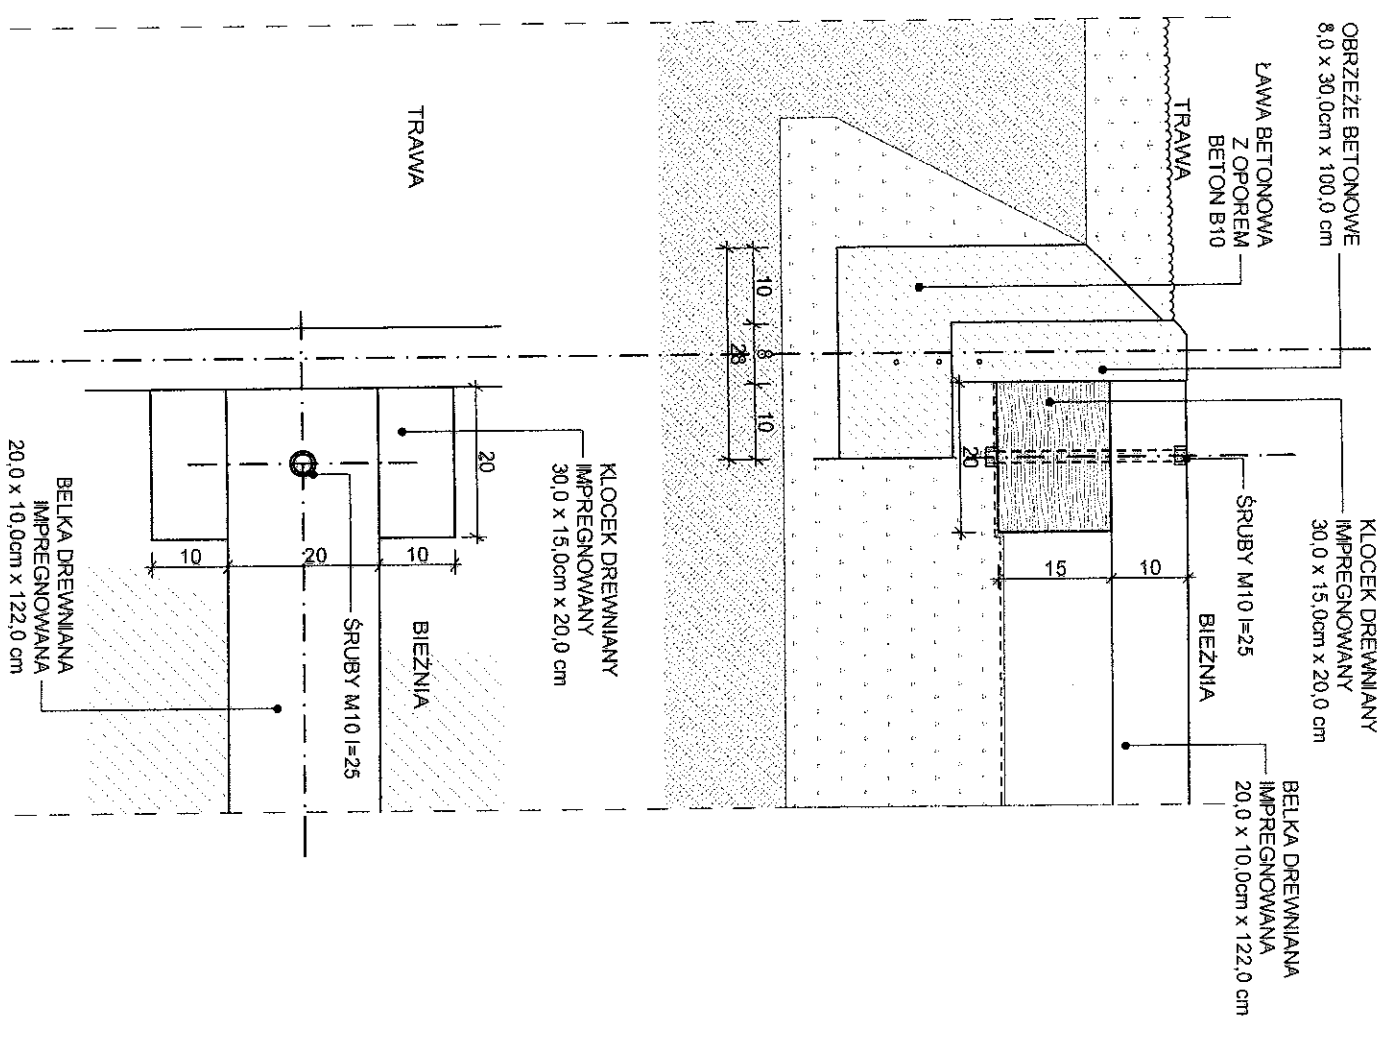 OBRZEŻE BETONOWE
8,0 x 30,0cm x 100,0 cm
ŁAWA BETONOWA
Z OPOREM
BETON B10
TRAWA
KLOCEK DREWNIANY
IMPREGNOWANY
30,0 x 15,0cm x 20,0 cm
ŚRUBY M10 l=25
BIEŻNIA
BELKA DREWNIANA
IMPREGNOWANA
20,0 x 10,0cm x 122,0 cm
10
15
20
10
8
10
28
TRAWA
KLOCEK DREWNIANY
IMPREGNOWANY
30,0 x 15,0cm x 20,0 cm
20
10
20
10
BIEŻNIA
ŚRUBY M10 l=25
BELKA DREWNIANA
IMPREGNOWANA
20,0 x 10,0cm x 122,0 cm